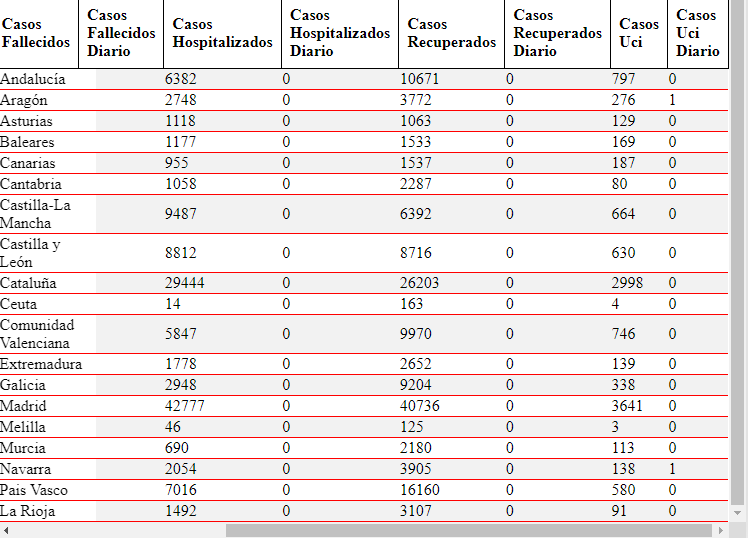 Casos Fallecidos Casos Fallecidos Diario Casos Hospitalizados Casos Hospitalizados Diario Casos Recuperados Casos Recuperados Diario Casos Uci Casos Uci Diario
Andalucía 6382 0 10671 0 797 0
Aragón 2748 0 3772 0 276 1
Asturias 1118 0 1063 0 129 0
Baleares 1177 0 1533 0 169 0
Canarias 955 0 1537 0 187 0
Cantabria 1058 0 2287 0 80 0
Castilla-La Mancha 9487 0 6392 0 664 0
Castilla y León 8812 0 8716 0 630 0
Cataluña 29444 0 26203 0 2998 0
Ceuta 14 0 163 0 4 0
Comunidad Valenciana 5847 0 9970 0 746 0
Extremadura 1778 0 2652 0 139 0
Galicia 2948 0 9204 0 338 0
Madrid 42777 0 40736 0 3641 0
Melilla 46 0 125 0 3 0
Murcia 690 0 2180 0 113 0
Navarra 2054 0 3905 0 138 1
Pais Vasco 7016 0 16160 0 580 0
La Rioja 1492 0 3107 0 91 0